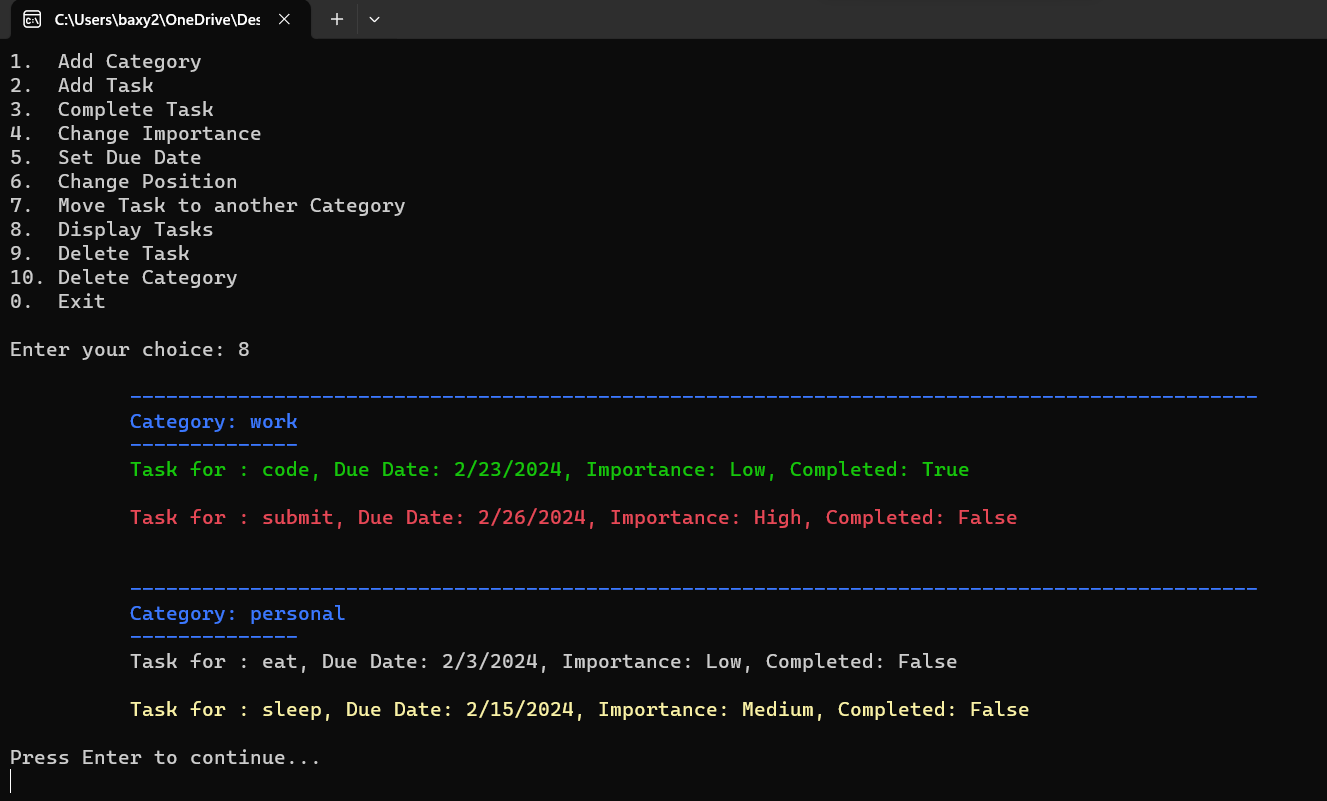 C:\Users\baxy2\OneDrive\Des
1.  Add Category
2.  Add Task
3.  Complete Task
4.  Change Importance
5.  Set Due Date
6.  Change Position
7.  Move Task to another Category
8.  Display Tasks
9.  Delete Task
10. Delete Category
0.  Exit
Enter your choice: 8
----------------------------------------------------------------------------------------------
Category: work
--------------
Task for : code, Due Date: 2/23/2024, Importance: Low, Completed: True
Task for : submit, Due Date: 2/26/2024, Importance: High, Completed: False
----------------------------------------------------------------------------------------------
Category: personal
--------------
Task for : eat, Due Date: 2/3/2024, Importance: Low, Completed: False
Task for : sleep, Due Date: 2/15/2024, Importance: Medium, Completed: False
Press Enter to continue...